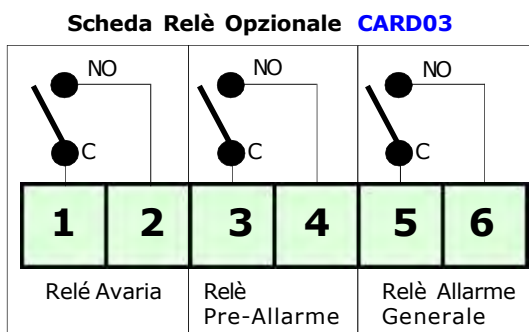 Scheda Relè Opzionale CARD03
NO NO NO
C C C
1 2 3 4 5 6
Relé Avaria Relè Relè Allarme
Pre-Allarme Generale